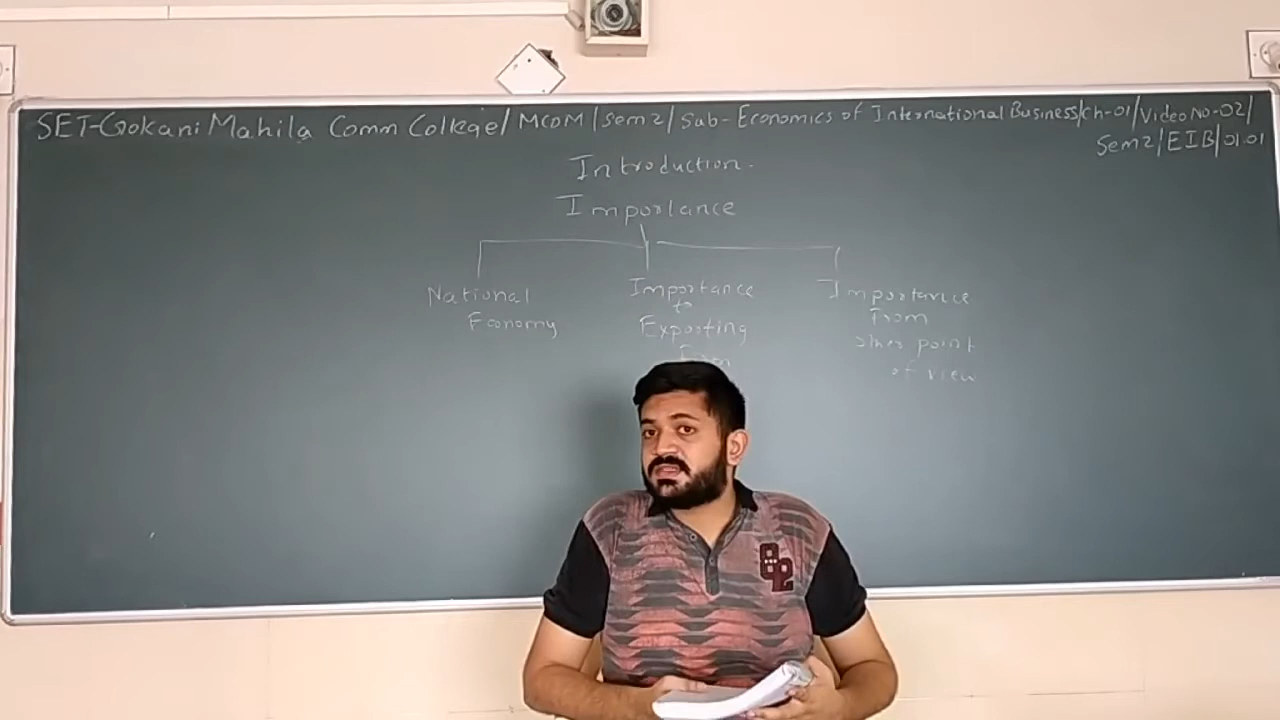 SET-Gokani Mahila Comm College/MCOM/Sem2/Sub-Economics of International Business/ch-01/Video No-02/
Sem2/EIB/01.01
Introduction.
Importance
National
Economy
Importance
to
Exporting
Firm
Importance
From
other point
of view